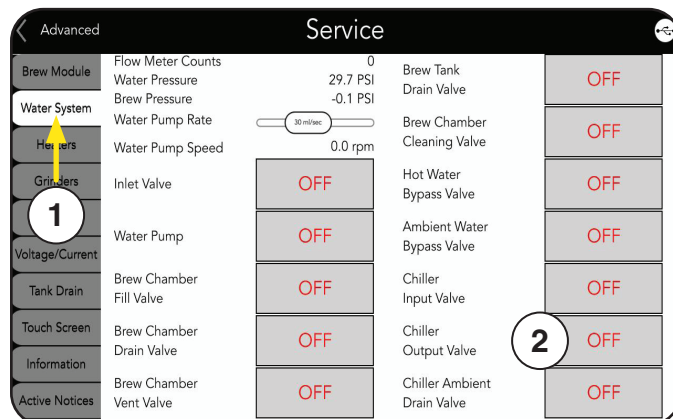 Advanced
Service
Brew Module
Water System
Heaters
Grinders
1
Voltage/Current
Tank Drain
Touch Screen
Information
Active Notices
Flow Meter Counts 0
Water Pressure 29.7 PSI
Brew Pressure -0.1 PSI
Water Pump Rate 30 ml/sec
Water Pump Speed 0.0 rpm
Inlet Valve OFF
Water Pump OFF
Brew Chamber
Fill Valve OFF
Brew Chamber
Drain Valve OFF
Brew Chamber
Vent Valve OFF
Brew Tank
Drain Valve OFF
Brew Chamber
Cleaning Valve OFF
Hot Water
Bypass Valve OFF
Ambient Water
Bypass Valve OFF
Chiller
Input Valve OFF
Chiller
Output Valve 2 OFF
Chiller Ambient
Drain Valve OFF